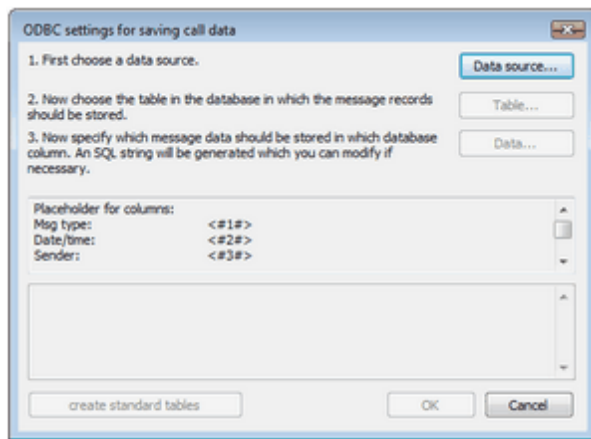 ODBC settings for saving call data
1. First choose a data source.
Data source...
2. Now choose the table in the database in which the message records
should be stored.
Table...
3. Now specify which message data should be stored in which database
column. An SQL string will be generated which you can modify if
necessary.
Data...
Placeholder for columns:
Msg type: <#1#>
Date/time: <#2#>
Sender: <#3#>
create standard tables
OK
Cancel